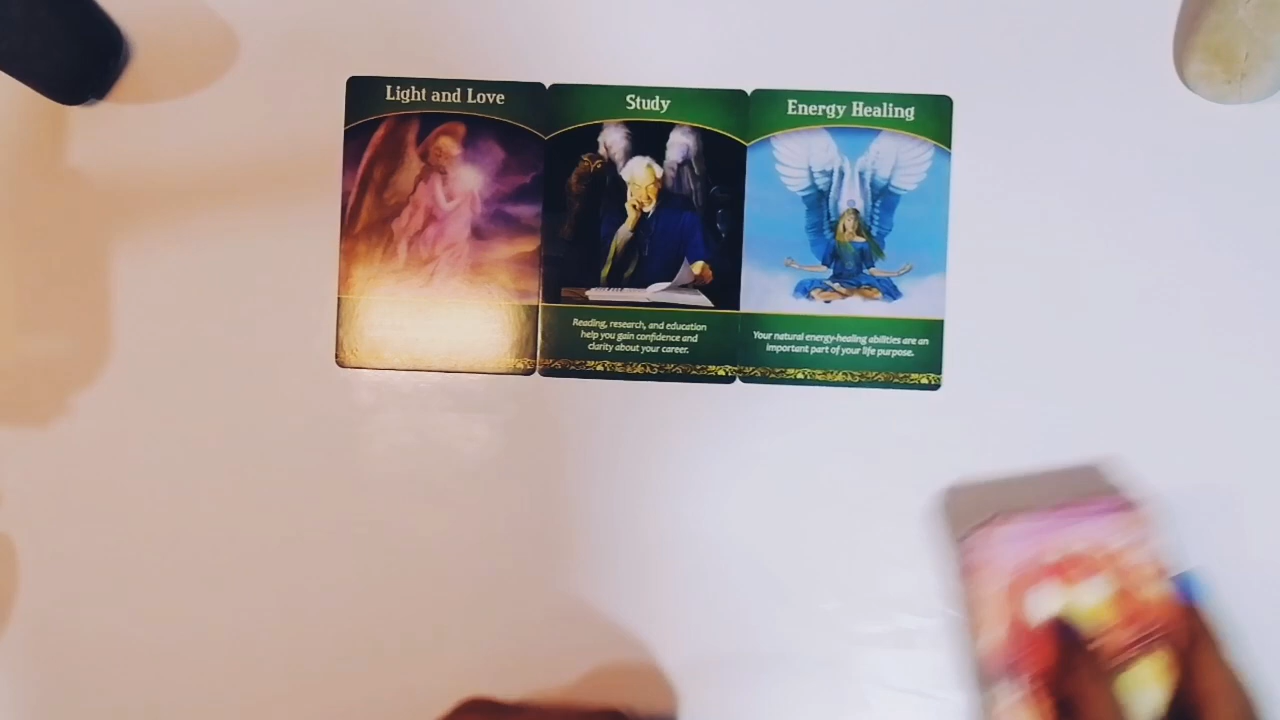 Light and Love
Study
Reading, research, and education
help you gain confidence and
clarity about your career.
Energy Healing
Your natural energy-healing abilities are an
important part of your life purpose.